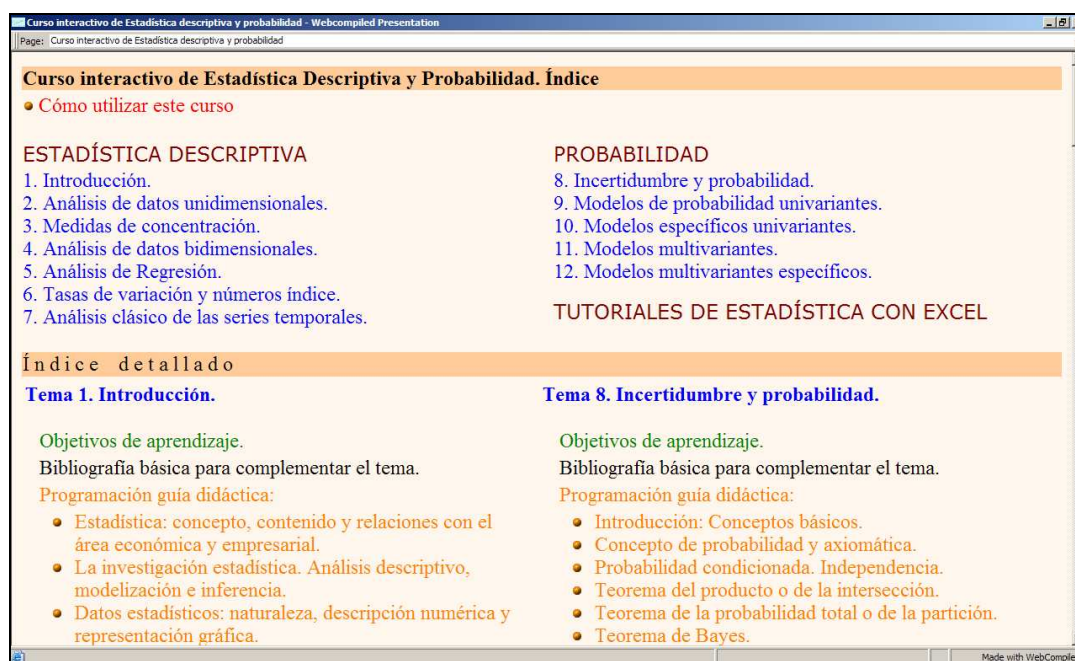 Curso interactivo de Estadística descriptiva y probabilidad - Webcompiled Presentation
Page: Curso interactivo de Estadística descriptiva y probabilidad
Curso interactivo de Estadística Descriptiva y Probabilidad. Índice
Cómo utilizar este curso
ESTADÍSTICA DESCRIPTIVA
1. Introducción.
2. Análisis de datos unidimensionales.
3. Medidas de concentración.
4. Análisis de datos bidimensionales.
5. Análisis de Regresión.
6. Tasas de variación y números índice.
7. Análisis clásico de las series temporales.
PROBABILIDAD
8. Incertidumbre y probabilidad.
9. Modelos de probabilidad univariantes.
10. Modelos específicos univariantes.
11. Modelos multivariantes.
12. Modelos multivariantes específicos.
TUTORIALES DE ESTADÍSTICA CON EXCEL
Índice detallado
Tema 1. Introducción.
Objetivos de aprendizaje.
Bibliografía básica para complementar el tema.
Programación guía didáctica:
Estadística: concepto, contenido y relaciones con el
área económica y empresarial.
La investigación estadística. Análisis descriptivo,
modelización e inferencia.
Datos estadísticos: naturaleza, descripción numérica y
representación gráfica.
Tema 8. Incertidumbre y probabilidad.
Objetivos de aprendizaje.
Bibliografía básica para complementar el tema.
Programación guía didáctica:
Introducción: Conceptos básicos.
Concepto de probabilidad y axiomática.
Probabilidad condicionada. Independencia.
Teorema del producto o de la intersección.
Teorema de la probabilidad total o de la partición.
Teorema de Bayes.
Made with WebCompile